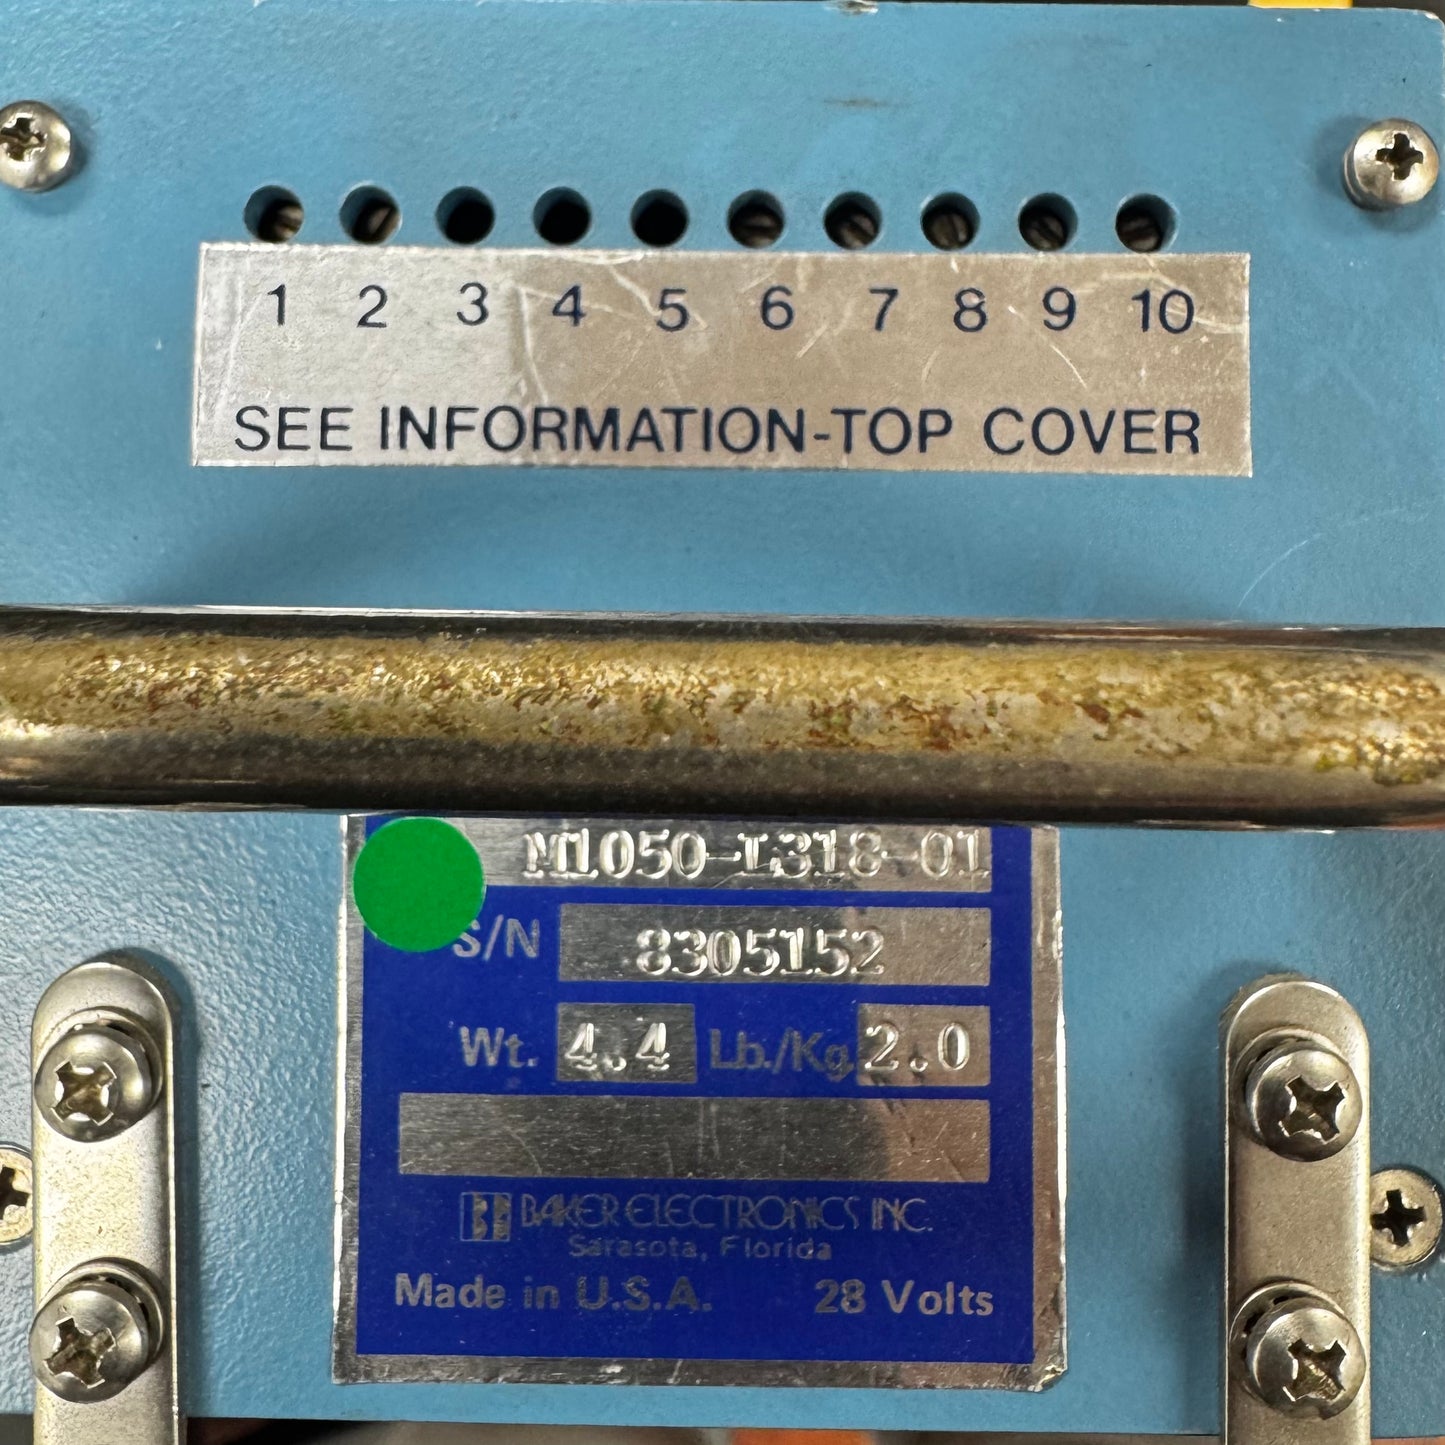 1 2 3 4 5 6 7 8 9 10
SEE INFORMATION-TOP COVER
M1050-L318-01
S/N 8305152
Wt. 4.4 Lb./Kg. 2.0
BAKER ELECTRONICS INC.
Sarasota, Florida
Made in U.S.A. 28 Volts